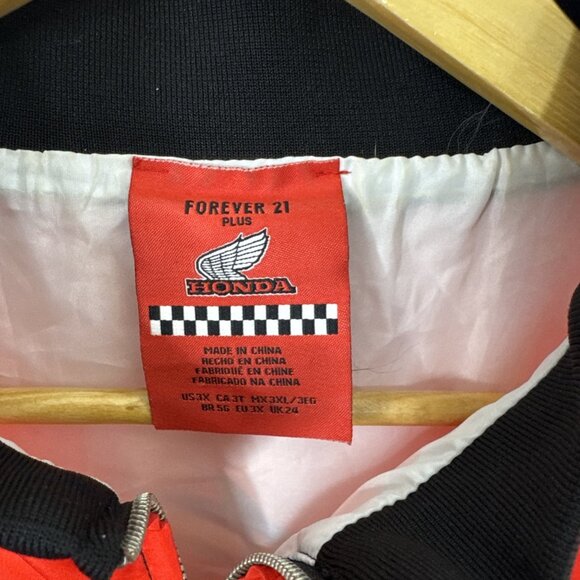 FOREVER 21
PLUS
HONDA
MADE IN CHINA
HECHO EN CHINA
FABRIQUÉ EN CHINE
FABRICADO NA CHINA
US3X CA3T MX3XL/3EG
BR5G EU3X UK24